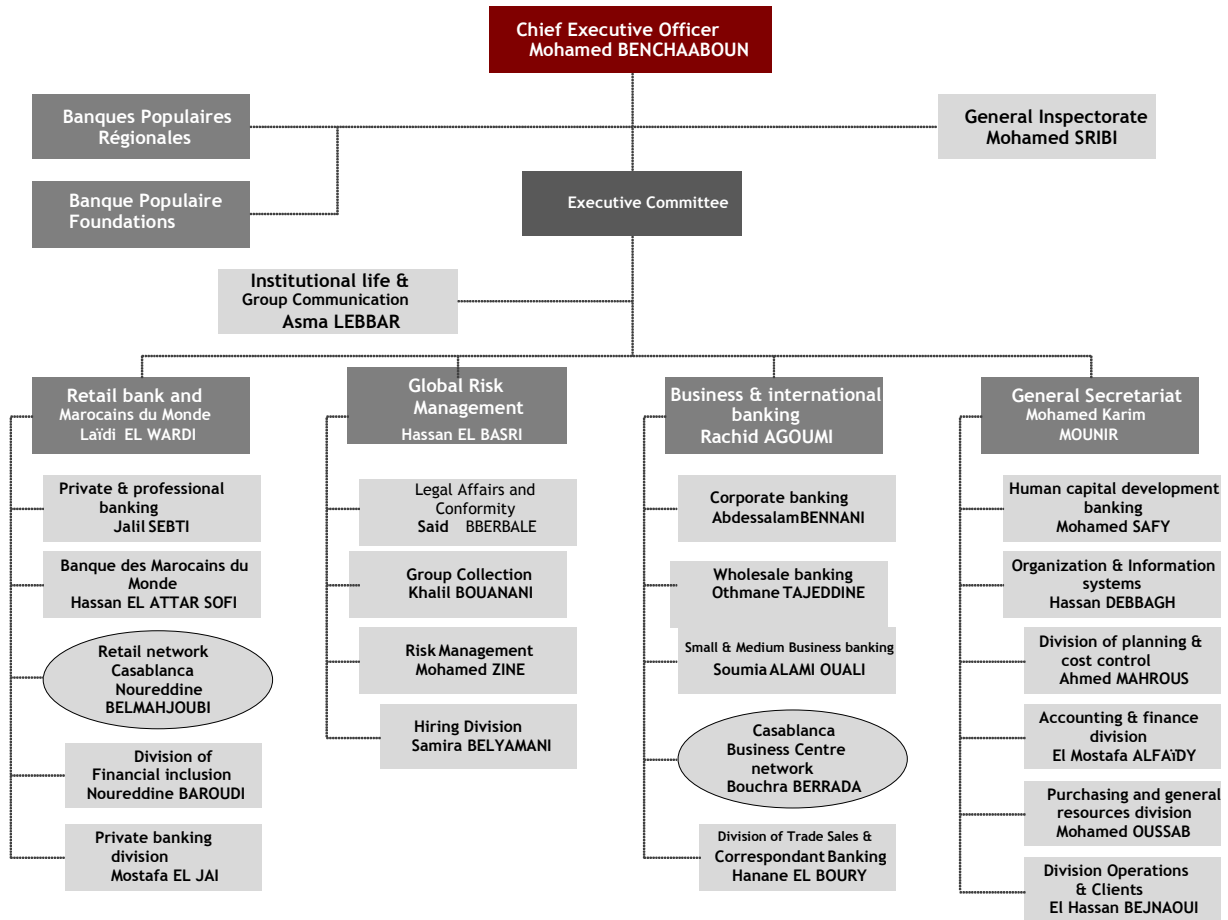 Chief Executive Officer
Mohamed BENCHAABOUN
Banques Populaires
Régionales
General Inspectorate
Mohamed SRIBI
Banque Populaire
Foundations
Executive Committee
Institutional life &
Group Communication
Asma LEBBAR
Retail bank and
Marocains du Monde
Laïdi EL WARDI
Private & professional
banking
Jalil SEBTI
Banque des Marocains du
Monde
Hassan EL ATTAR SOFI
Retail network
Casablanca
Noureddine
BELMAHJOUBI
Division of
Financial inclusion
Noureddine BAROUDI
Private banking
division
Mostafa EL JAI
Global Risk
Management
Hassan EL BASRI
Legal Affairs and
Conformity
Said BBERBALE
Group Collection
Khalil BOUANANI
Risk Management
Mohamed ZINE
Hiring Division
Samira BELYAMANI
Business & international
banking
Rachid AGOUMI
Corporate banking
Abdessalam BENNANI
Wholesale banking
Othmane TAJEDDINE
Small & Medium Business banking
Soumia ALAMI OUALI
Casablanca
Business Centre
network
Bouchra BERRADA
Division of Trade Sales &
Correspondant Banking
Hanane EL BOURY
General Secretariat
Mohamed Karim
MOUNIR
Human capital development
banking
Mohamed SAFY
Organization & Information
systems
Hassan DEBBAGH
Division of planning &
cost control
Ahmed MAHROUS
Accounting & finance
division
El Mostafa ALFAïDY
Purchasing and general
resources division
Mohamed OUSSAB
Division Operations
& Clients
El Hassan BEJNAOUI